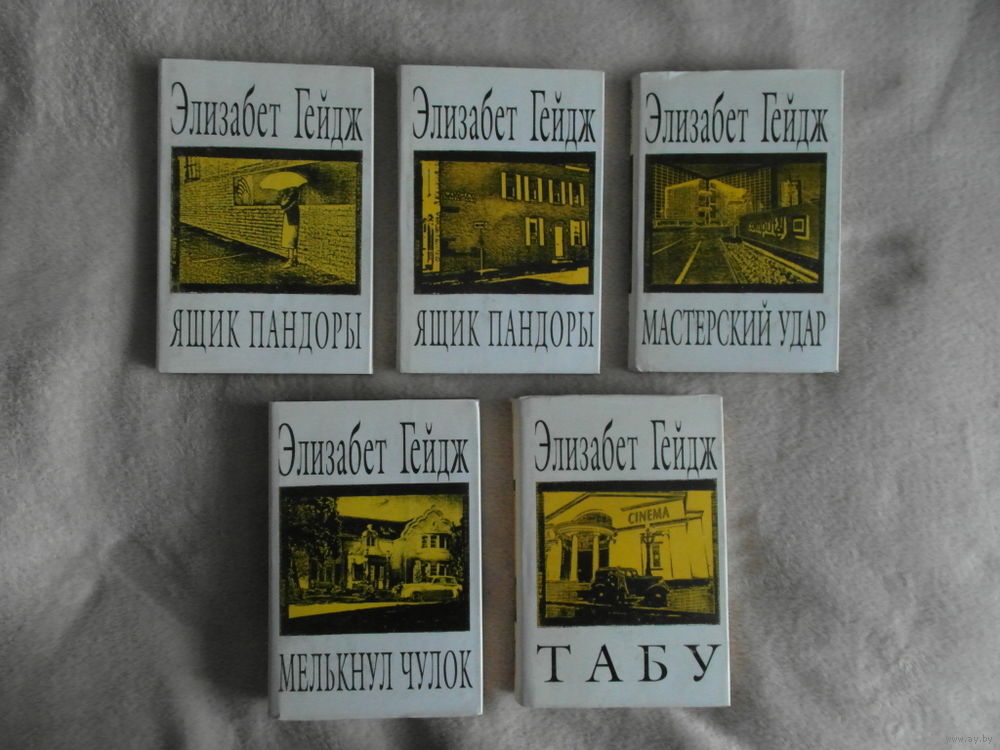 Элизабет Гейдж
ЯЩИК ПАНДОРЫ
Элизабет Гейдж
ЯЩИК ПАНДОРЫ
Элизабет Гейдж
МАСТЕРСКИЙ УДАР
Элизабет Гейдж
МЕЛЬКНУЛ ЧУЛОК
Элизабет Гейдж
CINEMA
ТАБУ
www.ay.by